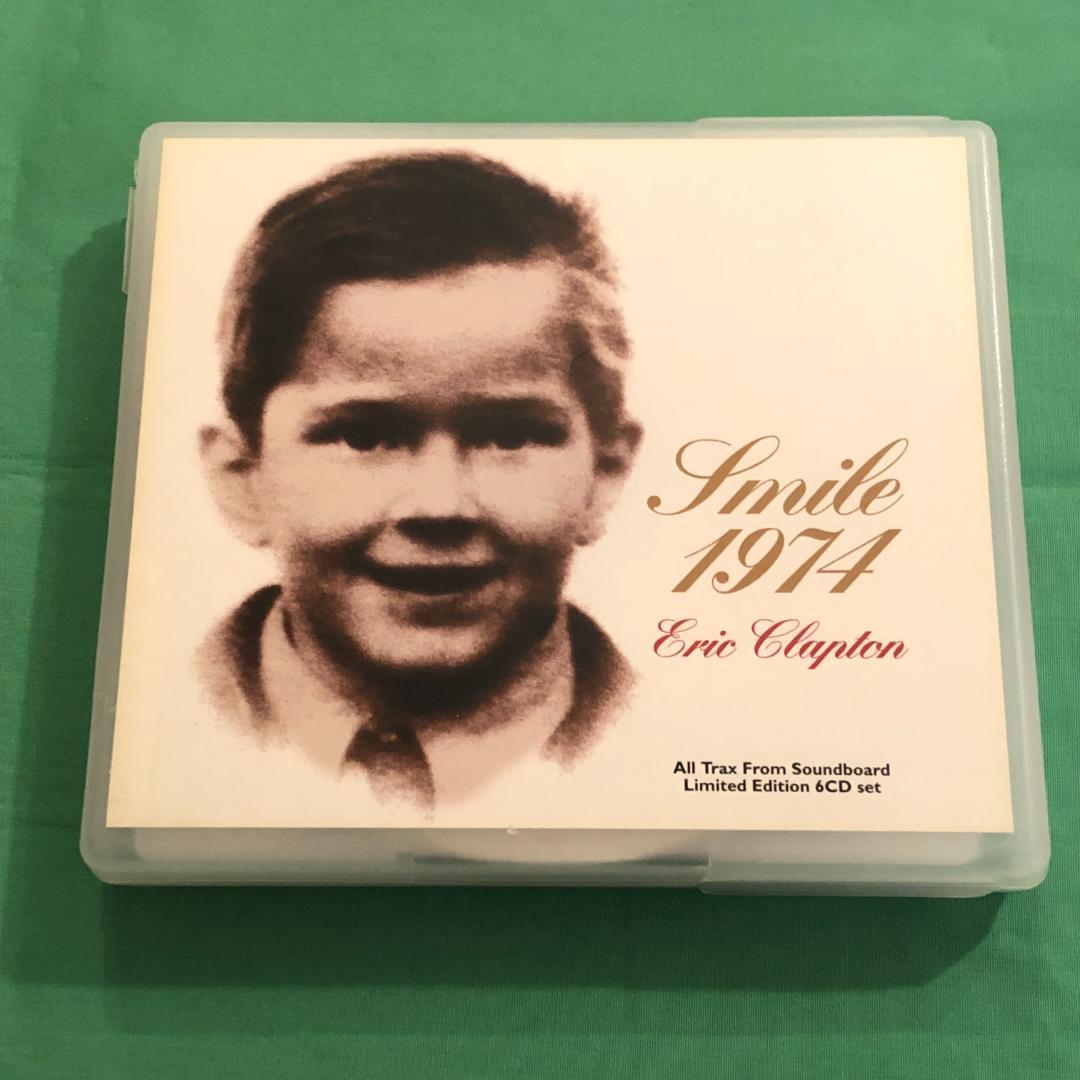 Smile
1974
Eric Clapton
All Trax From Soundboard
Limited Edition 6CD set